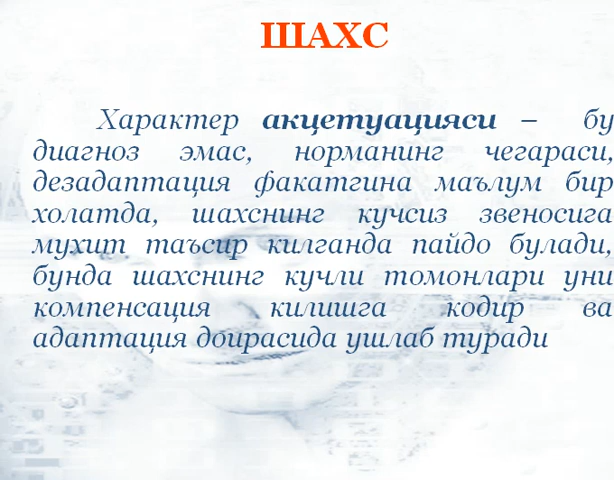 ШАХС
Характер акцетуацияси – бу
диагноз эмас, норманинг чегараси,
дезадаптация факатгина маълум бир
холатда, шахснинг кучсиз звеносига
мухит таъсир килганда пайдо булади,
бунда шахснинг кучли томонлари уни
компенсация килишга кодир ва
адаптация доирасида ушлаб туради